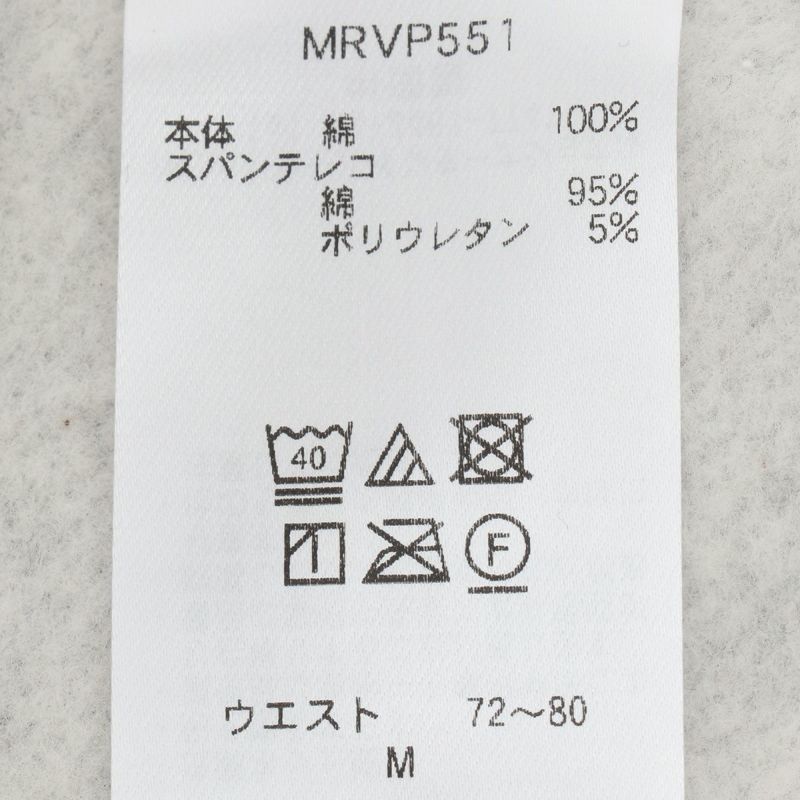 MRVP551
本体 綿 100%
スパンテレコ
綿 95%
ポリウレタン 5%
40
F
ウエスト 72～80
M